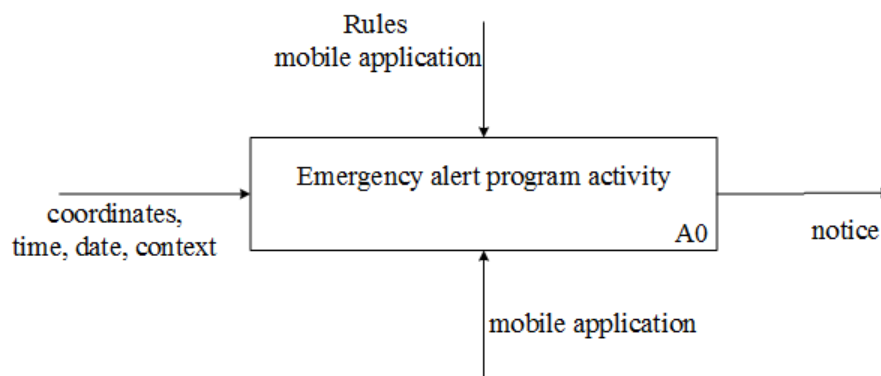 Rules
mobile application
Emergency alert program activity
A0
coordinates,
time, date, context
notice
mobile application